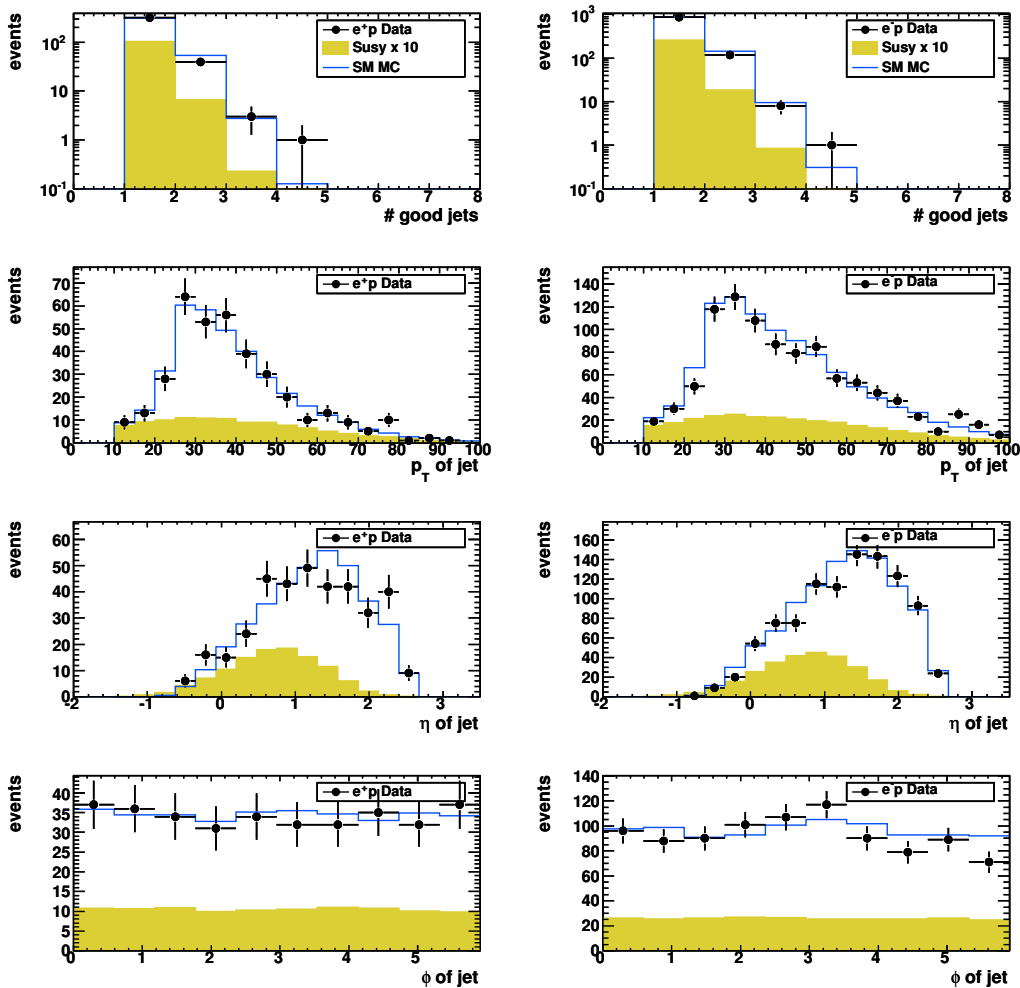 events
10²
10
1
10⁻¹
0 1 2 3 4 5 6 7 8
# good jets
e⁺p Data
Susy x 10
SM MC
events
10³
10²
10
1
10⁻¹
0 1 2 3 4 5 6 7 8
# good jets
e⁻p Data
Susy x 10
SM MC
events
70
60
50
40
30
20
10
0
0 10 20 30 40 50 60 70 80 90 100
p_T of jet
e⁺p Data
events
140
120
100
80
60
40
20
0
0 10 20 30 40 50 60 70 80 90 100
p_T of jet
e⁻p Data
events
60
50
40
30
20
10
0
-2 -1 0 1 2 3
η of jet
e⁺p Data
events
160
140
120
100
80
60
40
20
0
-2 -1 0 1 2 3
η of jet
e⁻p Data
events
40
35
30
25
20
15
10
5
0
0 1 2 3 4 5
ϕ of jet
e⁺p Data
events
140
120
100
80
60
40
20
0
0 1 2 3 4 5
ϕ of jet
e⁻p Data